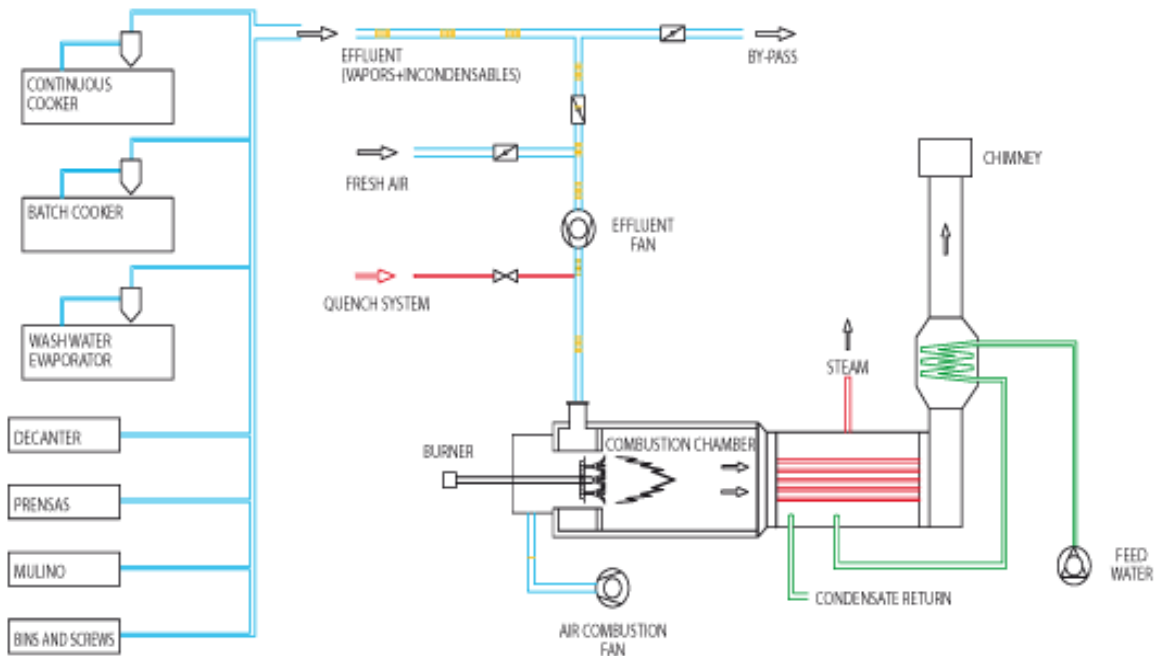 CONTINUOUS
COOKER
BATCH COOKER
WASH WATER
EVAPORATOR
DECANTER
PRENSAS
MULINO
BINS AND SCREWS
EFFLUENT
(VAPORS+INCONDENSABLES)
BY-PASS
FRESH AIR
EFFLUENT
FAN
QUENCH SYSTEM
CHIMNEY
STEAM
BURNER
COMBUSTION CHAMBER
AIR COMBUSTION
FAN
CONDENSATE RETURN
FEED
WATER